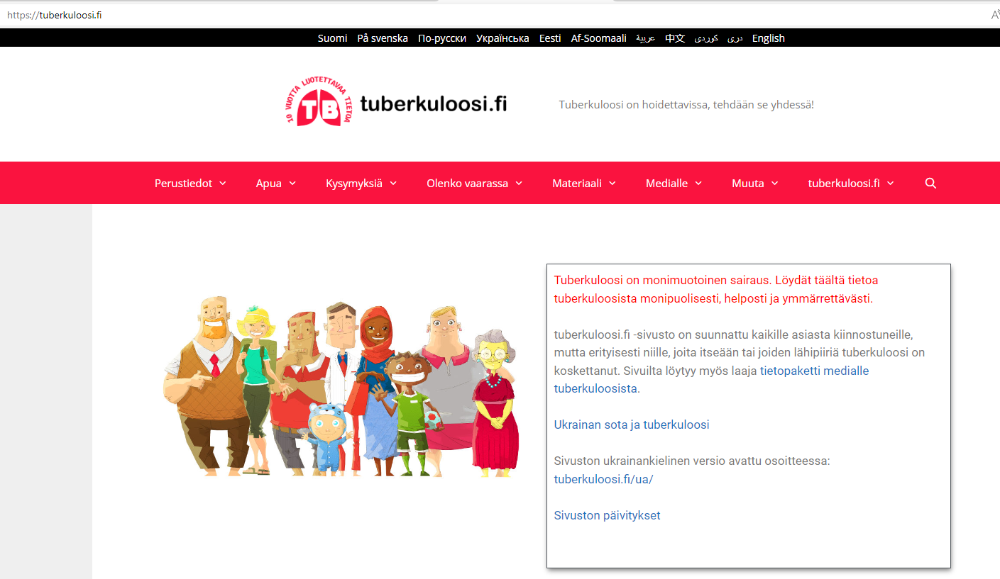 https://tuberkuloosi.fi
Suomi På svenska По-русски Українська Eesti Af-Soomaali عربية 中文 كوردی دری English
10 VUOTTA LUOTETTAVAA TIETOA
TB
tuberkuloosi.fi
Tuberkuloosi on hoidettavissa, tehdään se yhdessä!
Perustiedot Apua Kysymyksiä Olenko vaarassa Materiaali Medialle Muuta tuberkuloosi.fi
Tuberkuloosi on monimuotoinen sairaus. Löydät täältä tietoa
tuberkuloosista monipuolisesti, helposti ja ymmärrettävästi.
tuberkuloosi.fi -sivusto on suunnattu kaikille asiasta kiinnostuneille,
mutta erityisesti niille, joita itseään tai joiden lähipiiriä tuberkuloosi on
koskettanut. Sivuilta löytyy myös laaja tietopaketti medialle
tuberkuloosista.
Ukrainan sota ja tuberkuloosi
Sivuston ukrainankielinen versio avattu osoitteessa:
tuberkuloosi.fi/ua/
Sivuston päivitykset